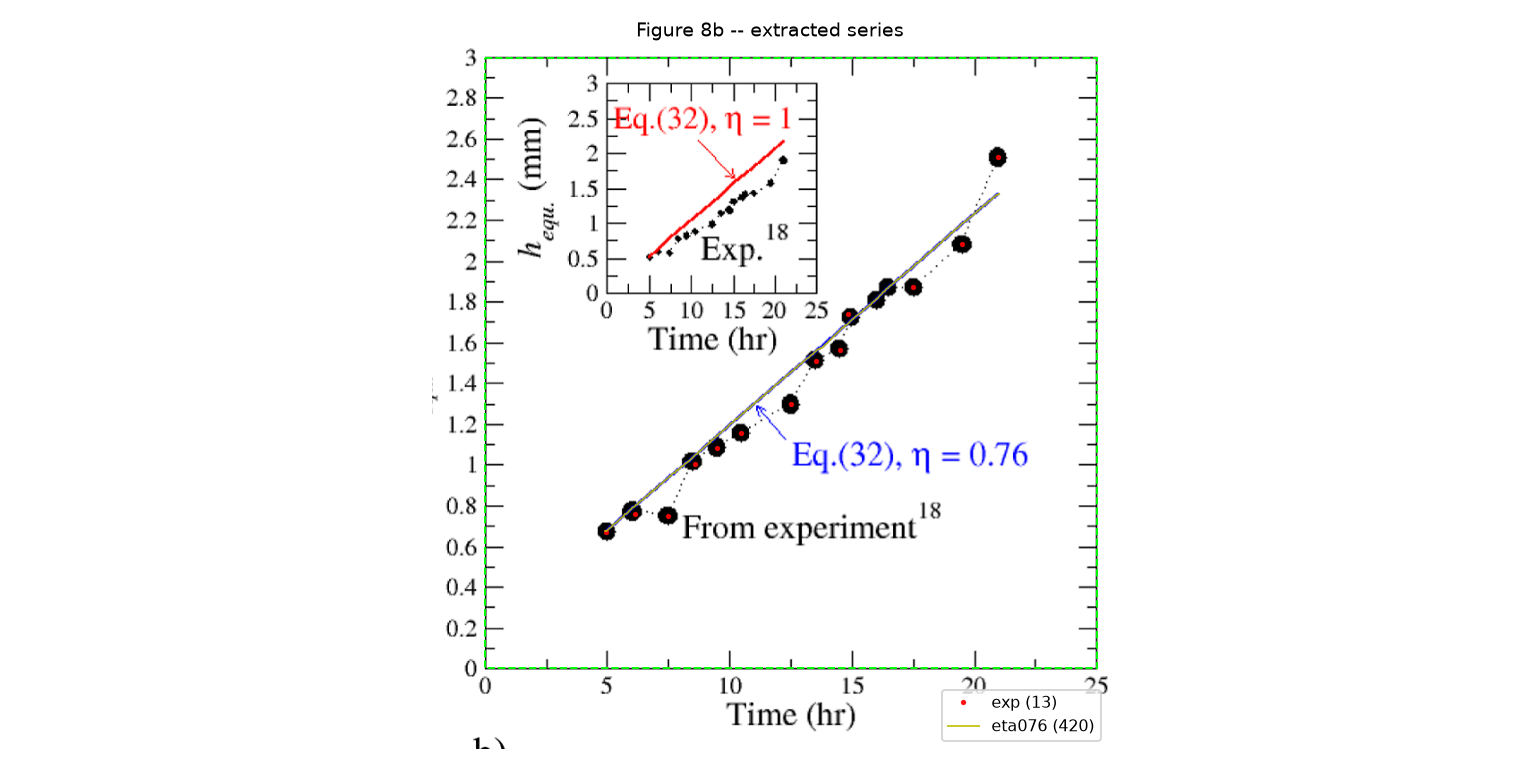 Figure 8b -- extracted series
3
2.8
2.6
2.4
2.2
2
1.8
1.6
1.4
1.2
1
0.8
0.6
0.4
0.2
0
0 5 10 15 20 25
Time (hr)
h equ. (mm)
3
2.5
2
1.5
1
0.5
0
0 5 10 15 20 25
Time (hr)
Eq.(32), η = 1
Exp.18
Eq.(32), η = 0.76
From experiment18
exp (13)
eta076 (420)